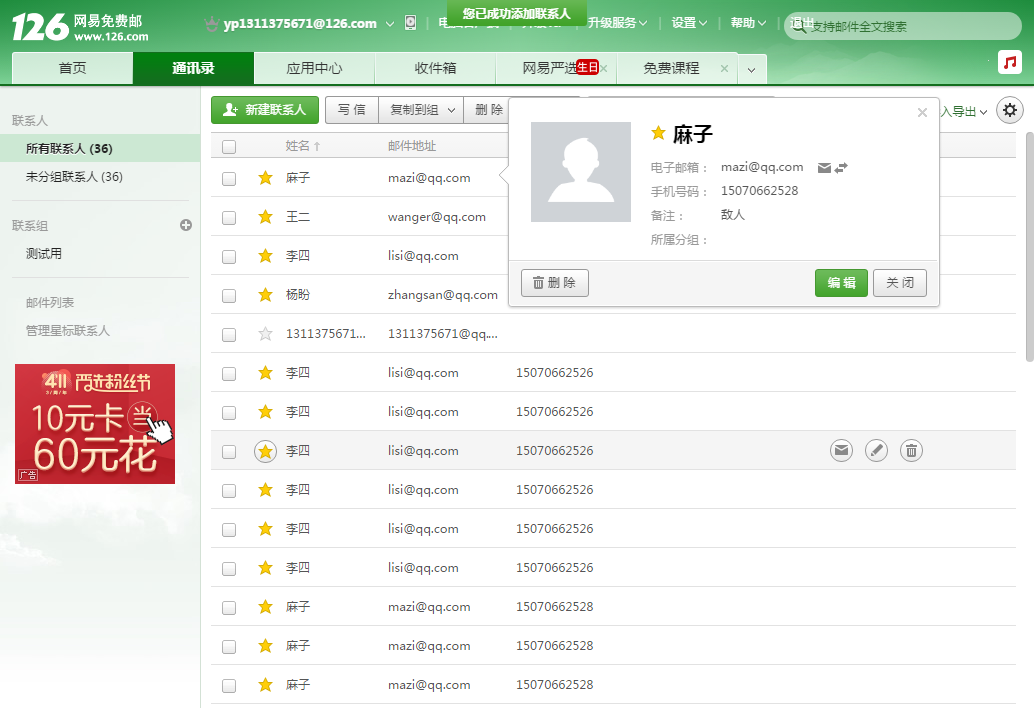 126 网易免费邮
www.126.com
yp1311375671@126.com
您已成功添加联系人
升级服务
设置
帮助
退出
支持邮件全文搜索
首页
通讯录
应用中心
收件箱
网易严选
生日
免费课程
联系人
所有联系人 (36)
未分组联系人 (36)
联系组
测试用
邮件列表
管理星标联系人
严选粉丝节
10元卡 当
60元花
广告
新建联系人
写 信
复制到组
删 除
入导出
姓名↑ 邮件地址
麻子 mazi@qq.com
王二 wanger@qq.com
李四 lisi@qq.com
杨盼 zhangsan@qq.com
1311375671... 1311375671@qq....
李四 lisi@qq.com 15070662526
李四 lisi@qq.com 15070662526
李四 lisi@qq.com 15070662526
李四 lisi@qq.com 15070662526
李四 lisi@qq.com 15070662526
李四 lisi@qq.com 15070662526
麻子 mazi@qq.com 15070662528
麻子 mazi@qq.com 15070662528
麻子 mazi@qq.com 15070662528
麻子
电子邮箱： mazi@qq.com
手机号码： 15070662528
备注： 敌人
所属分组：
删 除
编 辑
关 闭